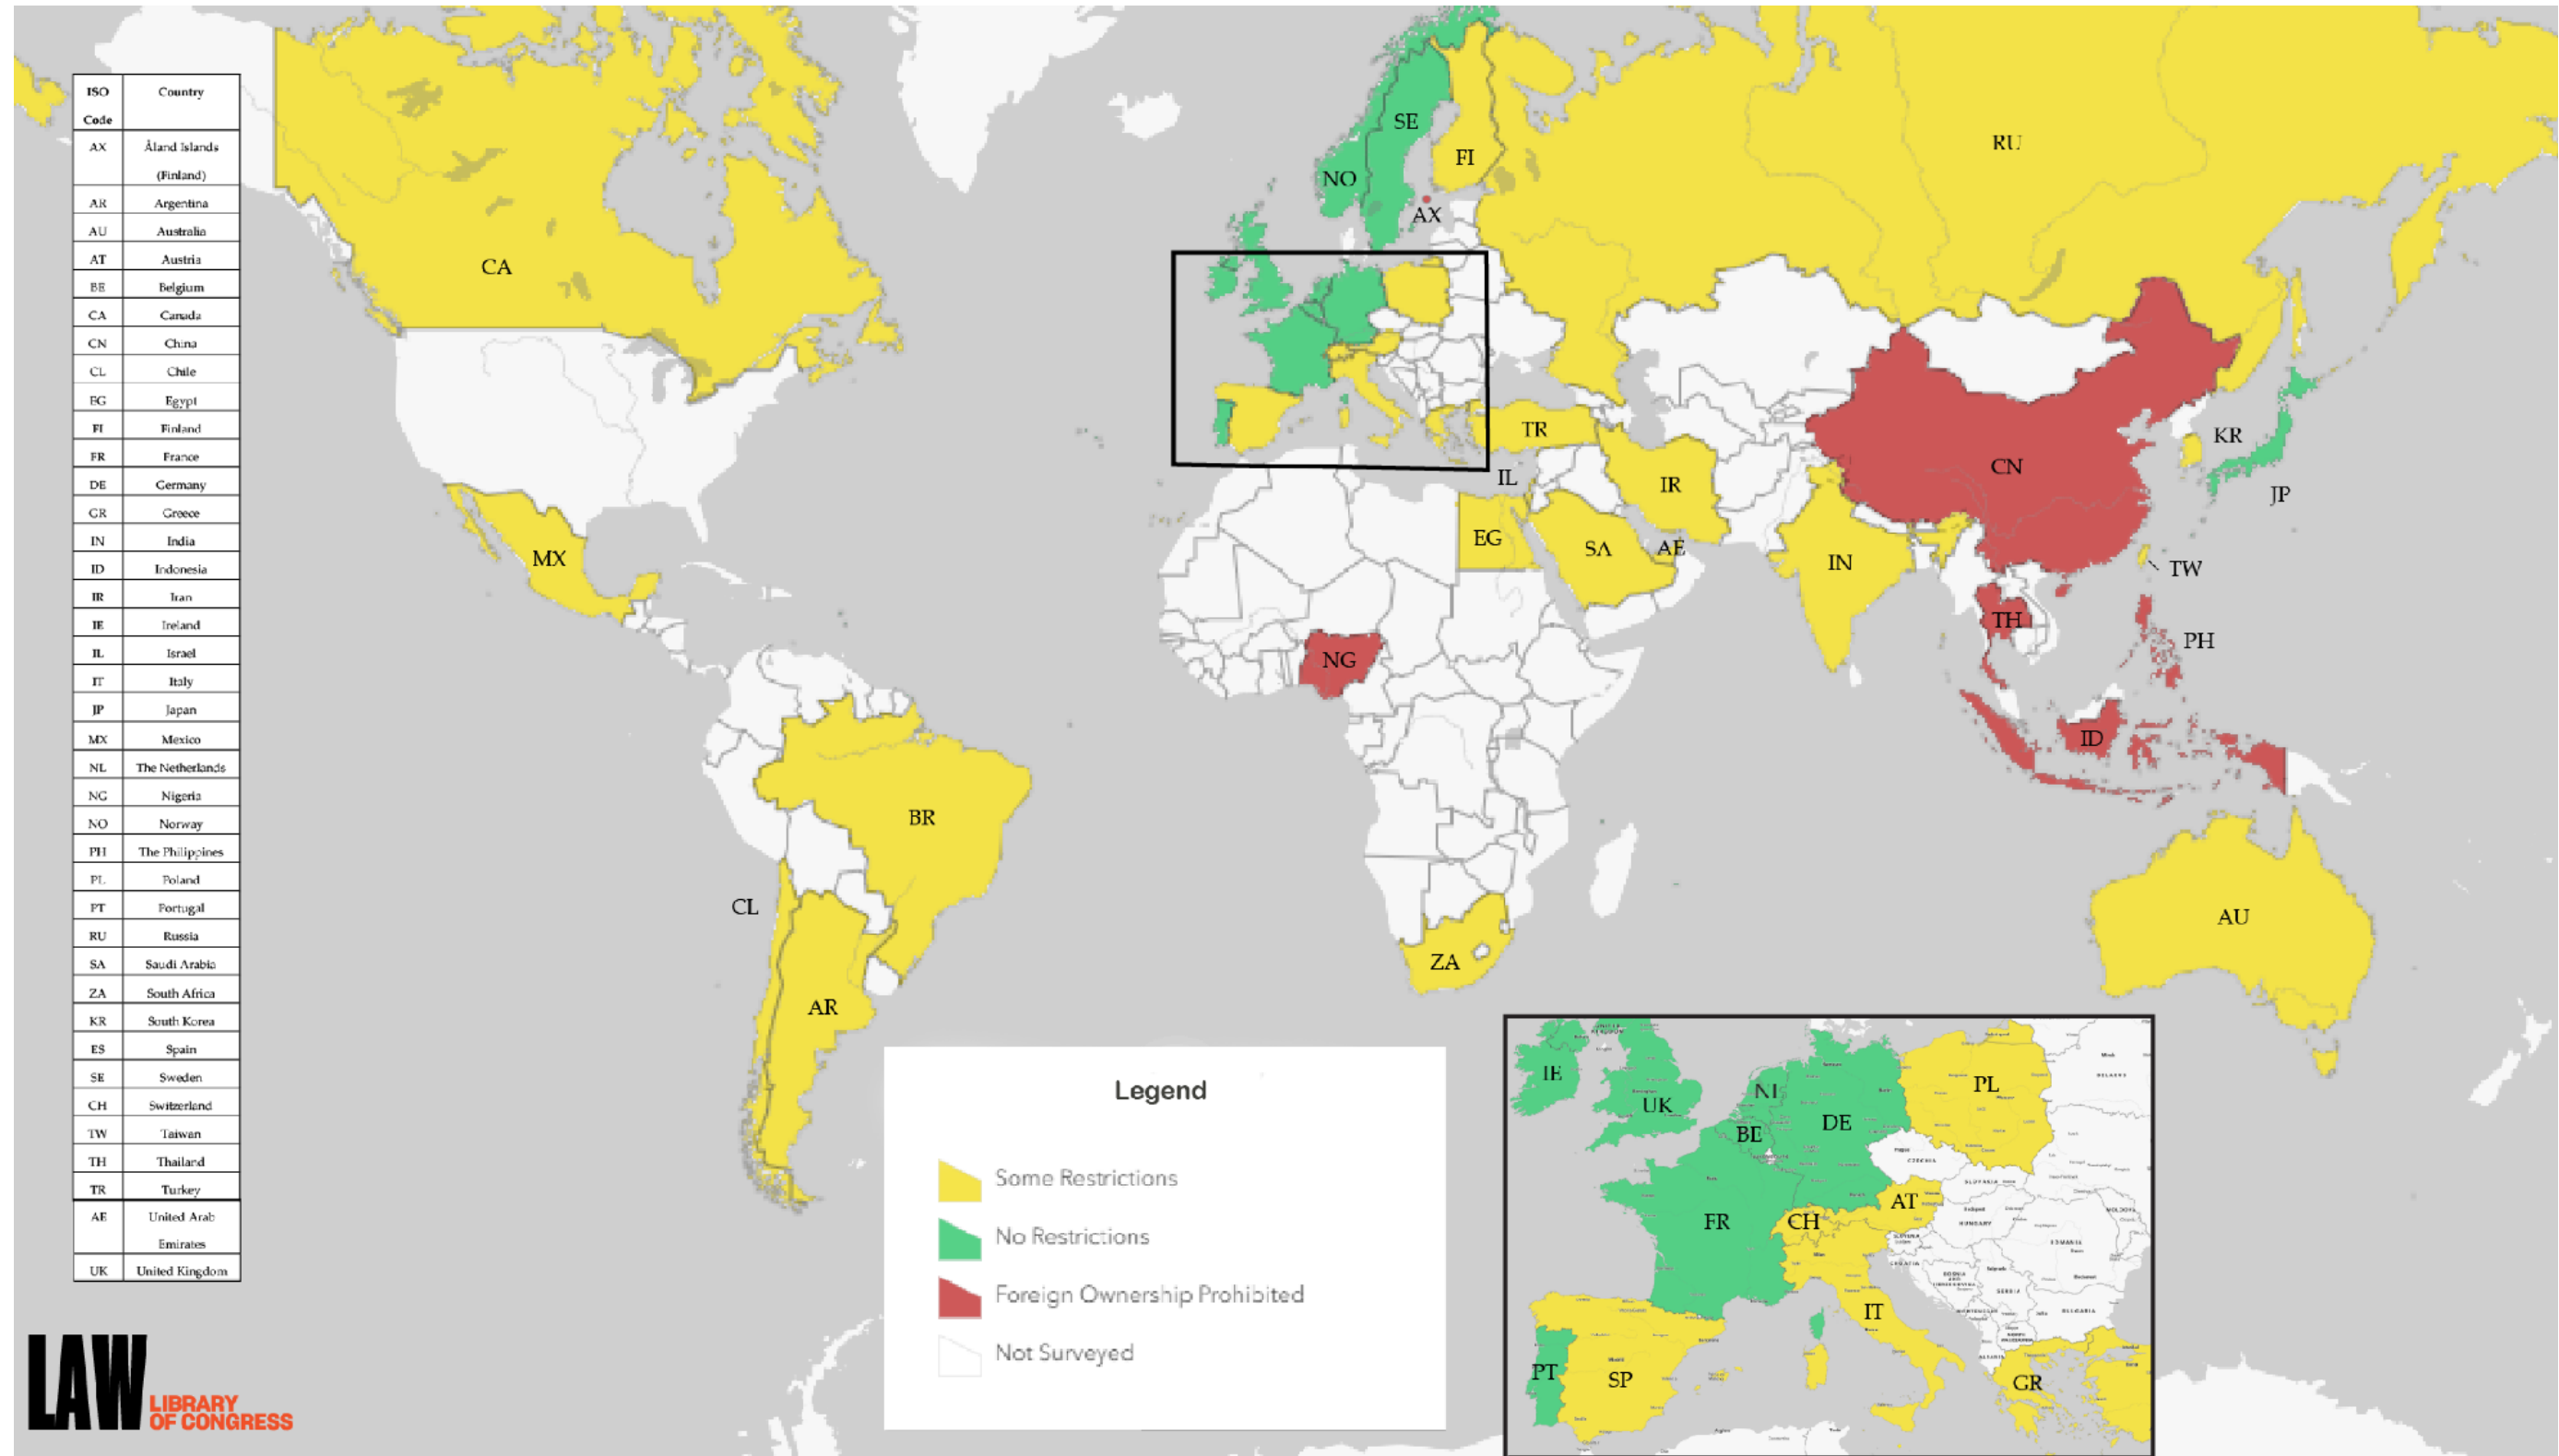 ISO Code Country
AX Åland Islands (Finland)
AR Argentina
AU Australia
AT Austria
BE Belgium
CA Canada
CN China
CL Chile
EG Egypt
FI Finland
FR France
DE Germany
GR Greece
IN India
ID Indonesia
IR Iran
IE Ireland
IL Israel
IT Italy
JP Japan
MX Mexico
NL The Netherlands
NG Nigeria
NO Norway
PH The Philippines
PL Poland
PT Portugal
RU Russia
SA Saudi Arabia
ZA South Africa
KR South Korea
ES Spain
SE Sweden
CH Switzerland
TW Taiwan
TH Thailand
TR Turkey
AE United Arab Emirates
UK United Kingdom
CA
MX
BR
CL
AR
SE
FI
NO
AX
RU
TR
IL
IR
EG
SA
AE
IN
CN
KR
JP
TW
TH
PH
NG
ID
ZA
AU
Legend
Some Restrictions
No Restrictions
Foreign Ownership Prohibited
Not Surveyed
IE
UK
NI
PL
BE
DE
CZECHIA
SLOVAKIA
AT
FR
CH
HUNGARY
ROMANIA
SERBIA
BULGARIA
IT
PT
SP
GR
LAW
LIBRARY
OF CONGRESS